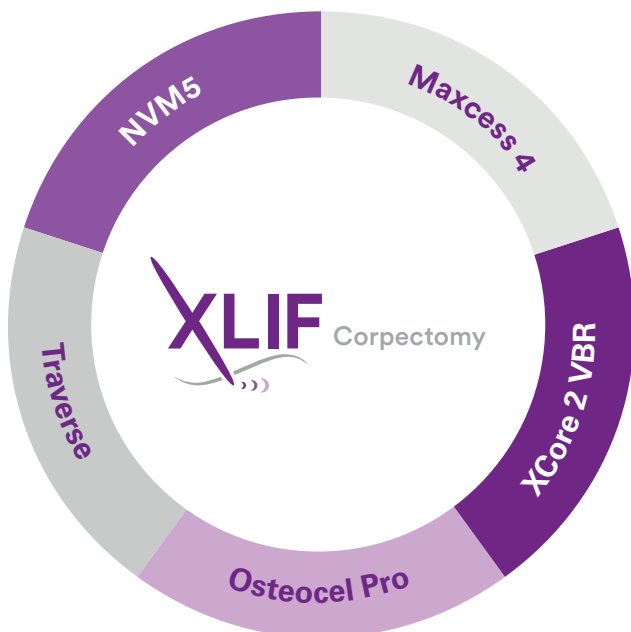 NVM5
Maxcess 4
XLIF Corpectomy
Traverse
XCore 2 VBR
Osteocel Pro